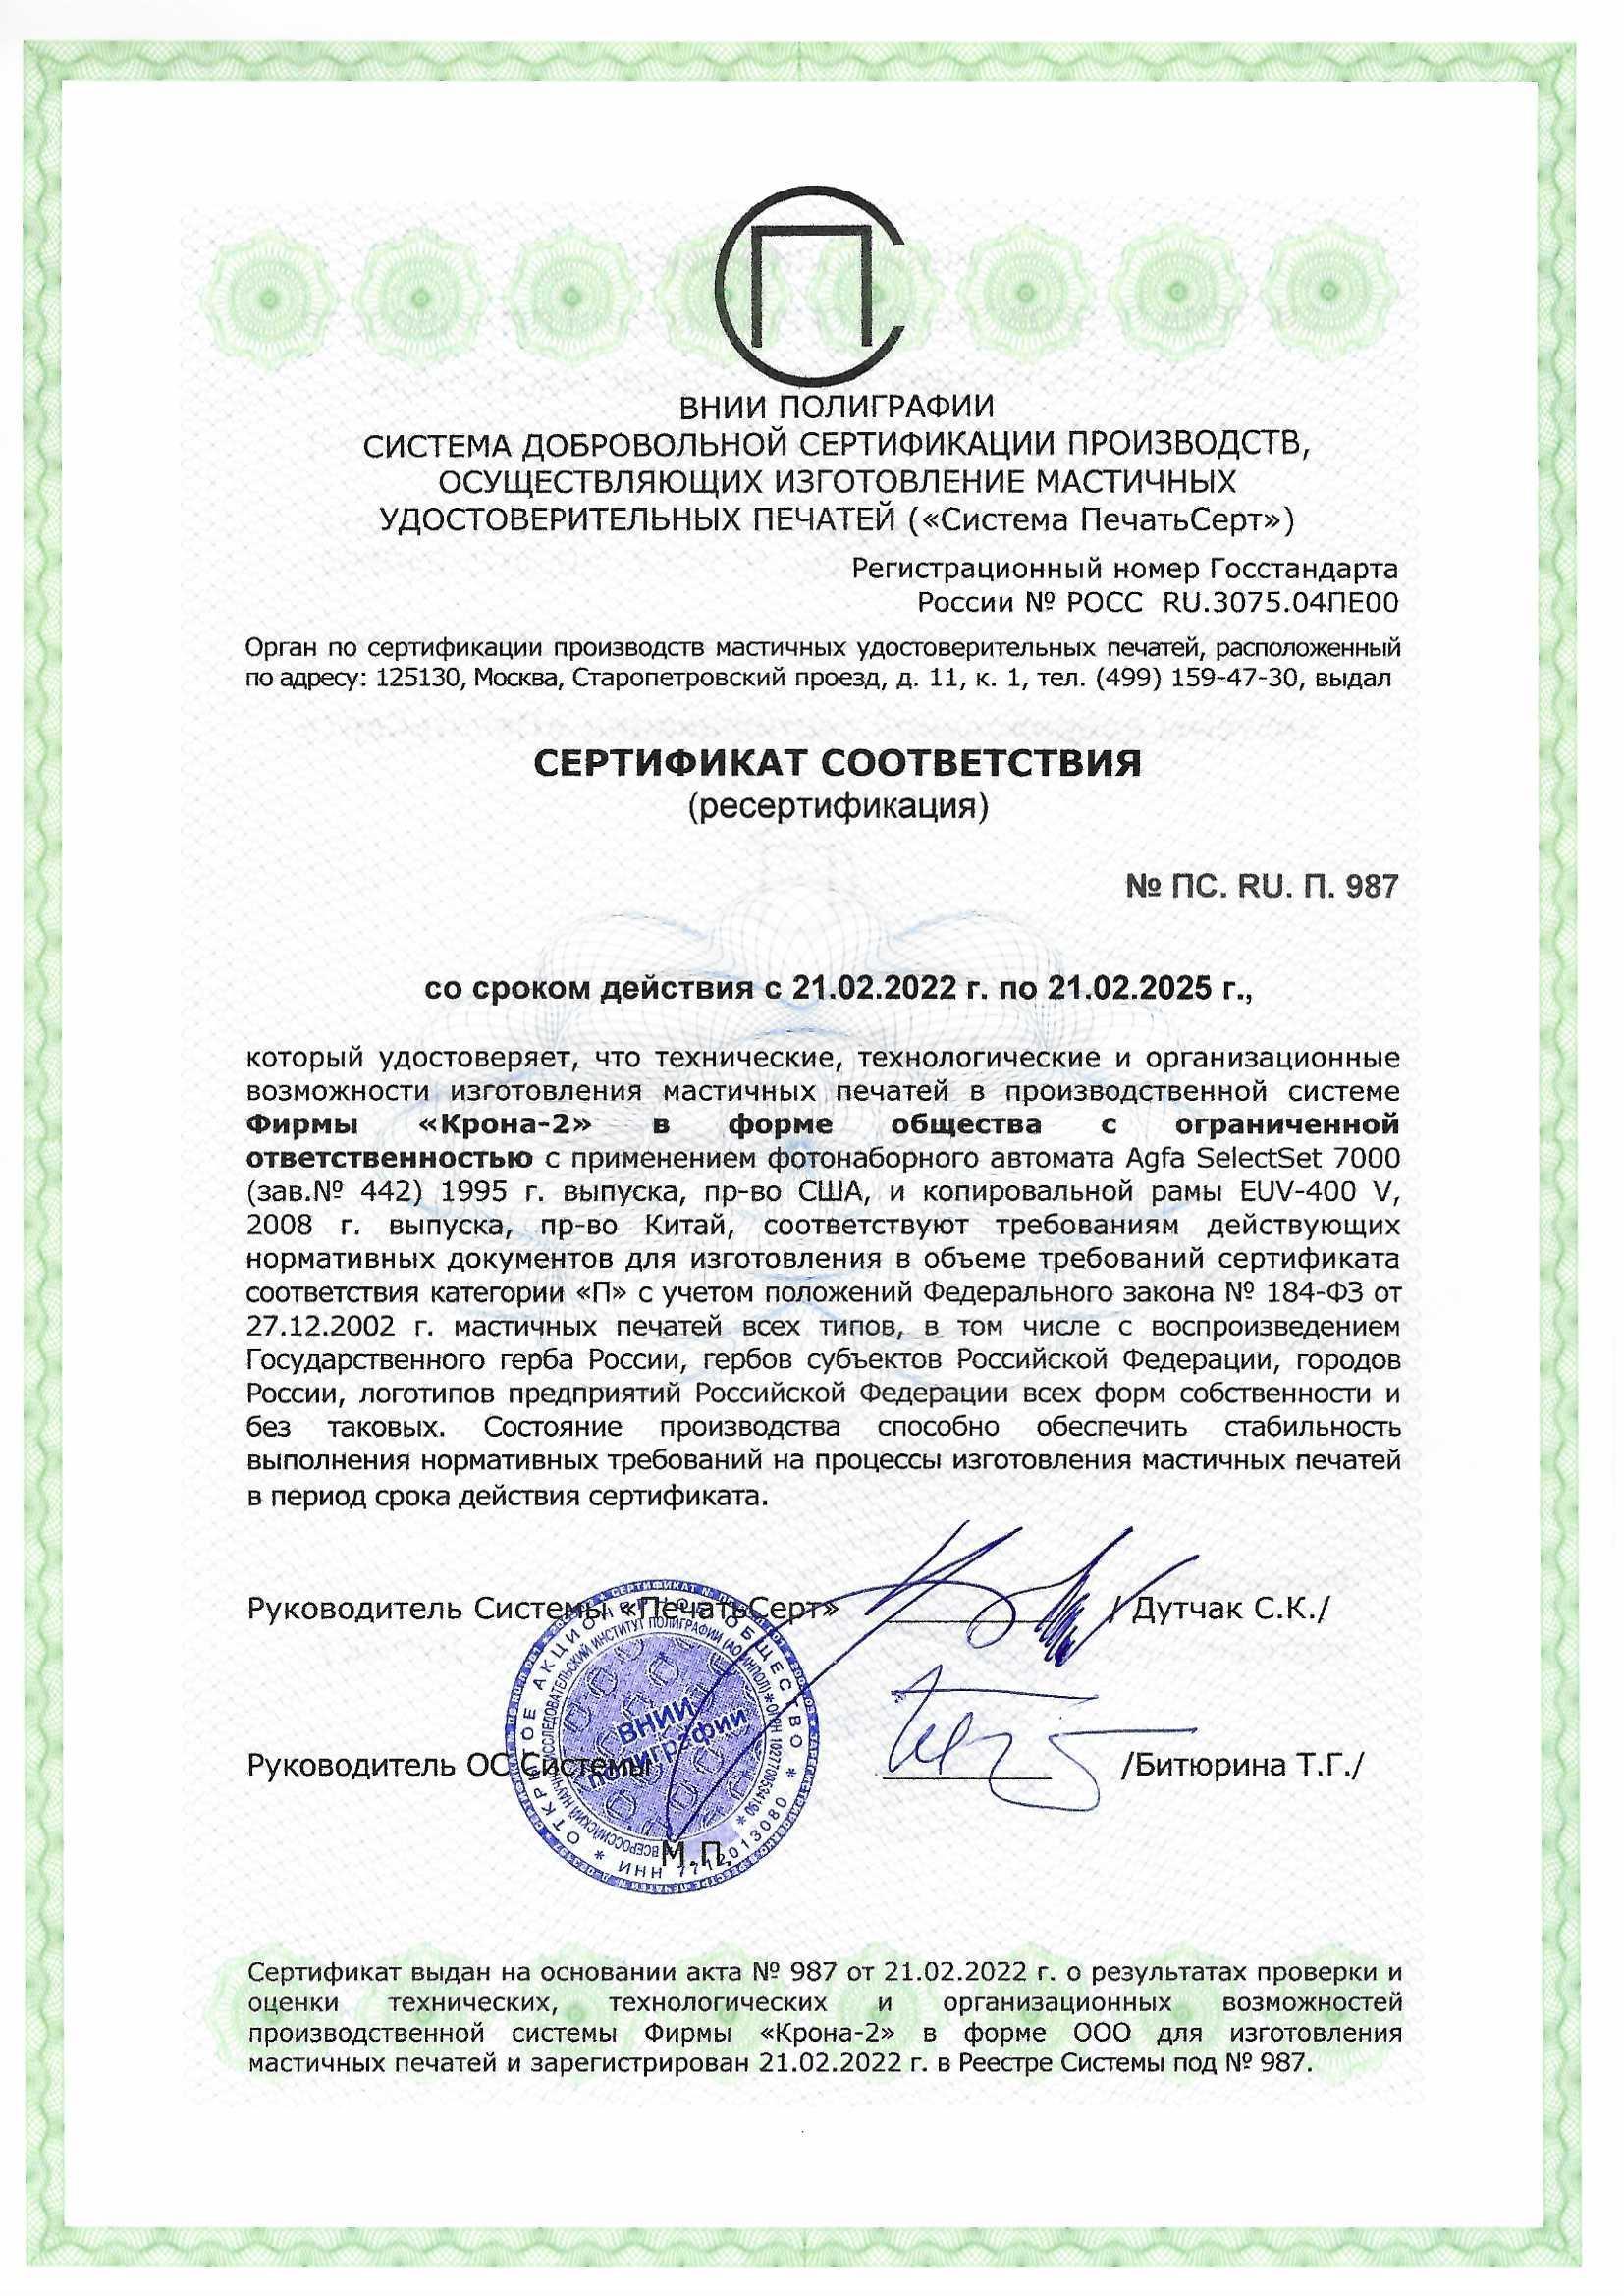 ПС
ВНИИ ПОЛИГРАФИИ
СИСТЕМА ДОБРОВОЛЬНОЙ СЕРТИФИКАЦИИ ПРОИЗВОДСТВ,
ОСУЩЕСТВЛЯЮЩИХ ИЗГОТОВЛЕНИЕ МАСТИЧНЫХ
УДОСТОВЕРИТЕЛЬНЫХ ПЕЧАТЕЙ («Система ПечатьСерт»)
Регистрационный номер Госстандарта
России № РОСС RU.3075.04ПЕ00
Орган по сертификации производств мастичных удостоверительных печатей, расположенный
по адресу: 125130, Москва, Старопетровский проезд, д. 11, к. 1, тел. (499) 159-47-30, выдал
СЕРТИФИКАТ СООТВЕТСТВИЯ
(ресертификация)
№ ПС. RU. П. 987
со сроком действия с 21.02.2022 г. по 21.02.2025 г.,
который удостоверяет, что технические, технологические и организационные
возможности изготовления мастичных печатей в производственной системе
Фирмы «Крона-2» в форме общества с ограниченной
ответственностью с применением фотонаборного автомата Agfa SelectSet 7000
(зав.№ 442) 1995 г. выпуска, пр-во США, и копировальной рамы EUV-400 V,
2008 г. выпуска, пр-во Китай, соответствуют требованиям действующих
нормативных документов для изготовления в объеме требований сертификата
соответствия категории «П» с учетом положений Федерального закона № 184-ФЗ от
27.12.2002 г. мастичных печатей всех типов, в том числе с воспроизведением
Государственного герба России, гербов субъектов Российской Федерации, городов
России, логотипов предприятий Российской Федерации всех форм собственности и
без таковых. Состояние производства способно обеспечить стабильность
выполнения нормативных требований на процессы изготовления мастичных печатей
в период срока действия сертификата.
Руководитель Системы «ПечатьСерт» / Дутчак С.К./
ОТКРЫТОЕ АКЦИОНЕРНОЕ ОБЩЕСТВО * ИНН 7712013080 *
ВСЕРОССИЙСКИЙ НАУЧНО-ИССЛЕДОВАТЕЛЬСКИЙ ИНСТИТУТ ПОЛИГРАФИИ * ОГРН 1027700534190 *
ВНИИ
полиграфии
Руководитель ОС Системы /Битюрина Т.Г./
М.П.
Сертификат выдан на основании акта № 987 от 21.02.2022 г. о результатах проверки и
оценки технических, технологических и организационных возможностей
производственной системы Фирмы «Крона-2» в форме ООО для изготовления
мастичных печатей и зарегистрирован 21.02.2022 г. в Реестре Системы под № 987.